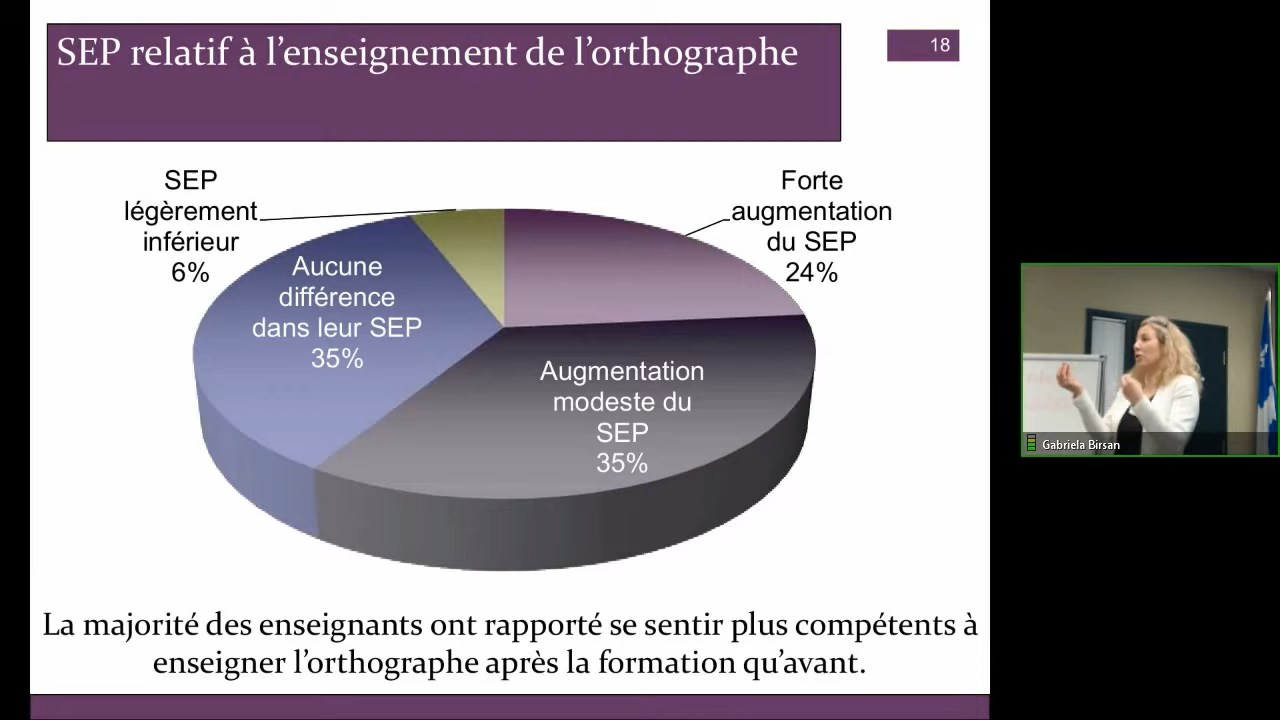 SEP relatif à l’enseignement de l’orthographe
18
SEP
légèrement
inférieur
6%
Forte
augmentation
du SEP
24%
Aucune
différence
dans leur SEP
35%
Augmentation
modeste du
SEP
35%
Gabriela Birsan
La majorité des enseignants ont rapporté se sentir plus compétents à
enseigner l’orthographe après la formation qu’avant.